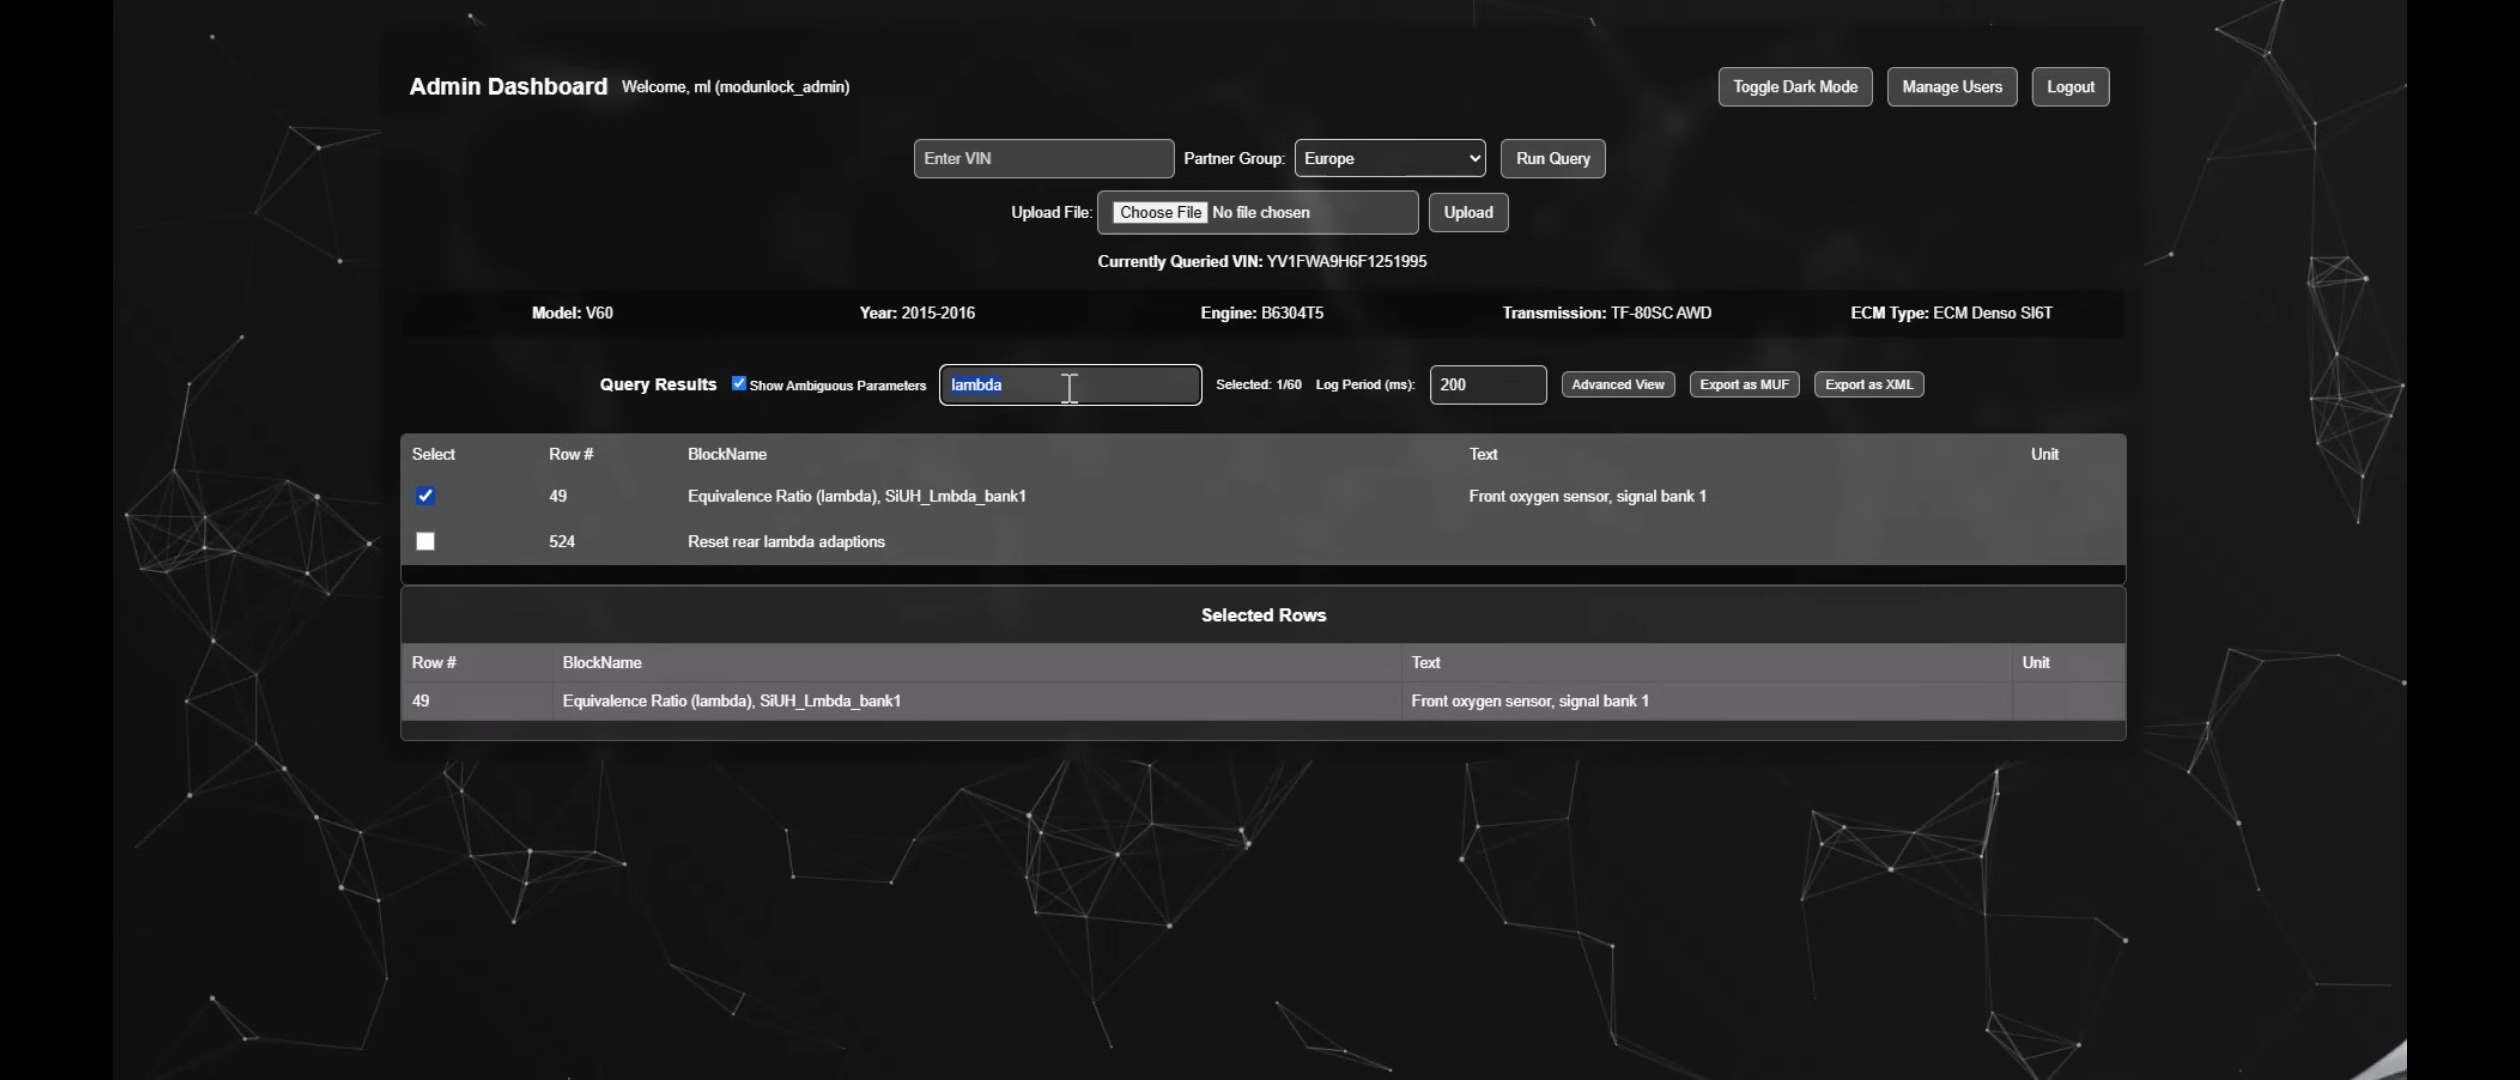 Admin Dashboard Welcome, ml (modunlock_admin) Toggle Dark Mode Manage Users Logout
Enter VIN Partner Group: Europe Run Query
Upload File: Choose File No file chosen Upload
Currently Queried VIN: YV1FWA9H6F1251995
Model: V60 Year: 2015-2016 Engine: B6304T5 Transmission: TF-80SC AWD ECM Type: ECM Denso SI6T
Query Results Show Ambiguous Parameters lambda Selected: 1/60 Log Period (ms): 200 Advanced View Export as MUF Export as XML
Select Row # BlockName Text Unit
49 Equivalence Ratio (lambda), SiUH_Lmbda_bank1 Front oxygen sensor, signal bank 1
524 Reset rear lambda adaptions
Selected Rows
Row # BlockName Text Unit
49 Equivalence Ratio (lambda), SiUH_Lmbda_bank1 Front oxygen sensor, signal bank 1